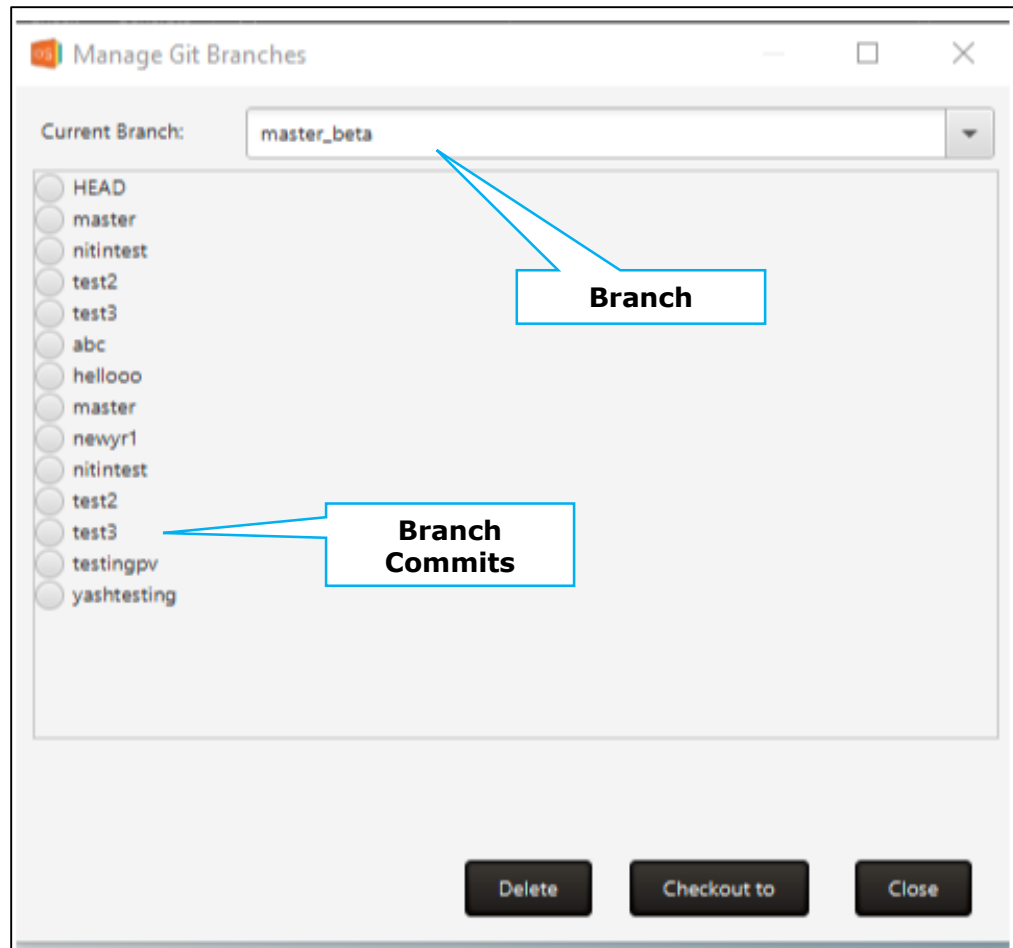 OS Manage Git Branches
Current Branch: master_beta
HEAD
master
nitintest
test2
test3
abc
hellooo
master
newyr1
nitintest
test2
test3
testingpv
yashtesting
Branch
Branch
Commits
Delete Checkout to Close